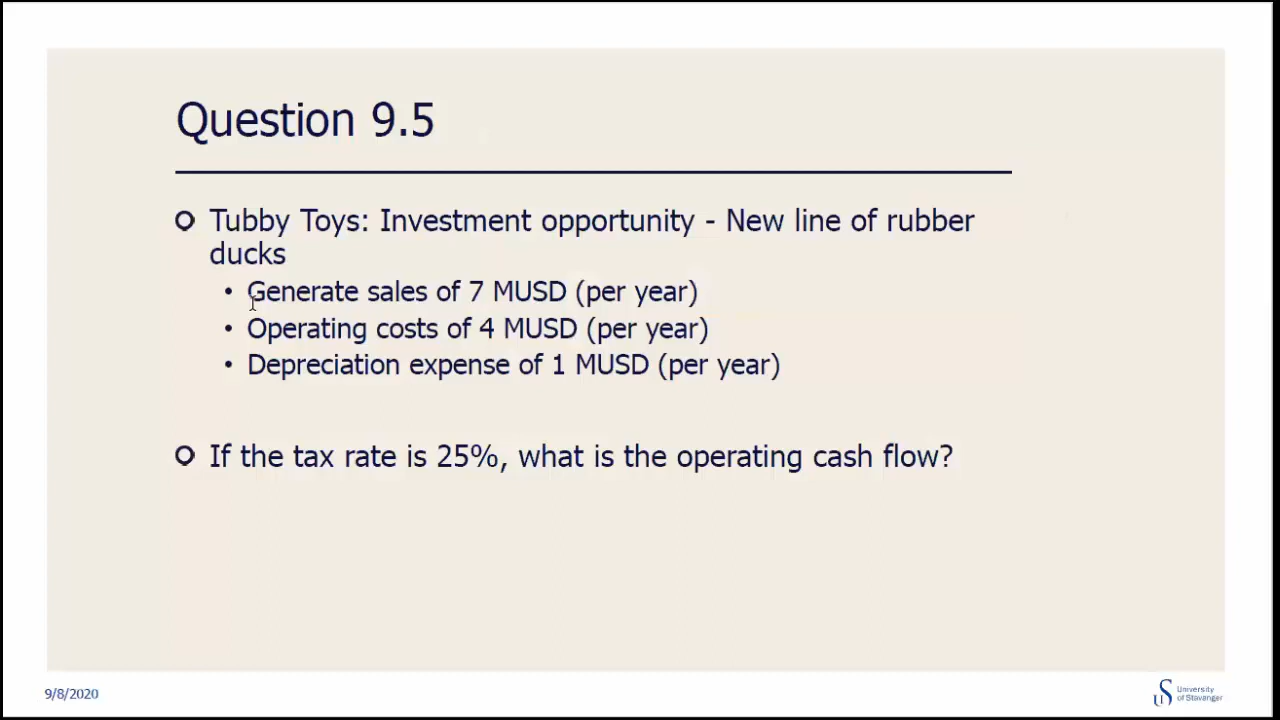 Question 9.5
Tubby Toys: Investment opportunity - New line of rubber
ducks
• Generate sales of 7 MUSD (per year)
• Operating costs of 4 MUSD (per year)
• Depreciation expense of 1 MUSD (per year)
If the tax rate is 25%, what is the operating cash flow?
9/8/2020
University
of Stavanger